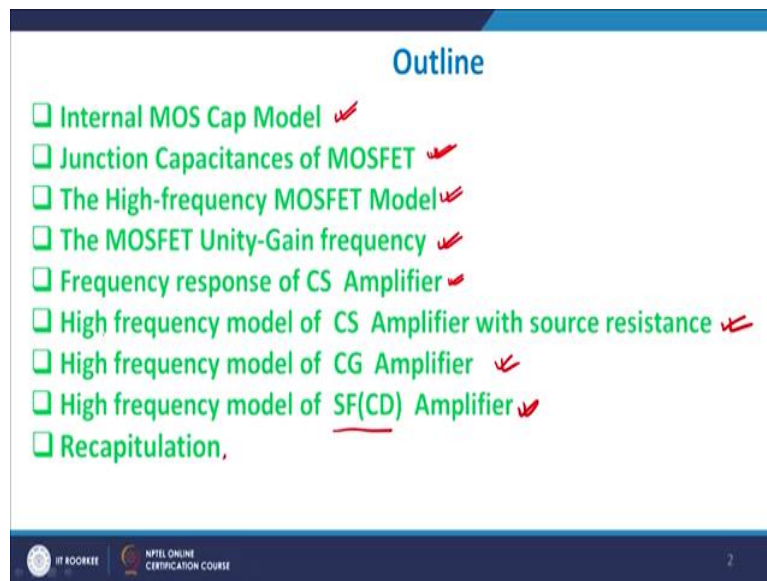 Outline
Internal MOS Cap Model
Junction Capacitances of MOSFET
The High-frequency MOSFET Model
The MOSFET Unity-Gain frequency
Frequency response of CS Amplifier
High frequency model of CS Amplifier with source resistance
High frequency model of CG Amplifier
High frequency model of SF(CD) Amplifier
Recapitulation
IIT ROORKEE
NPTEL ONLINE
CERTIFICATION COURSE
2